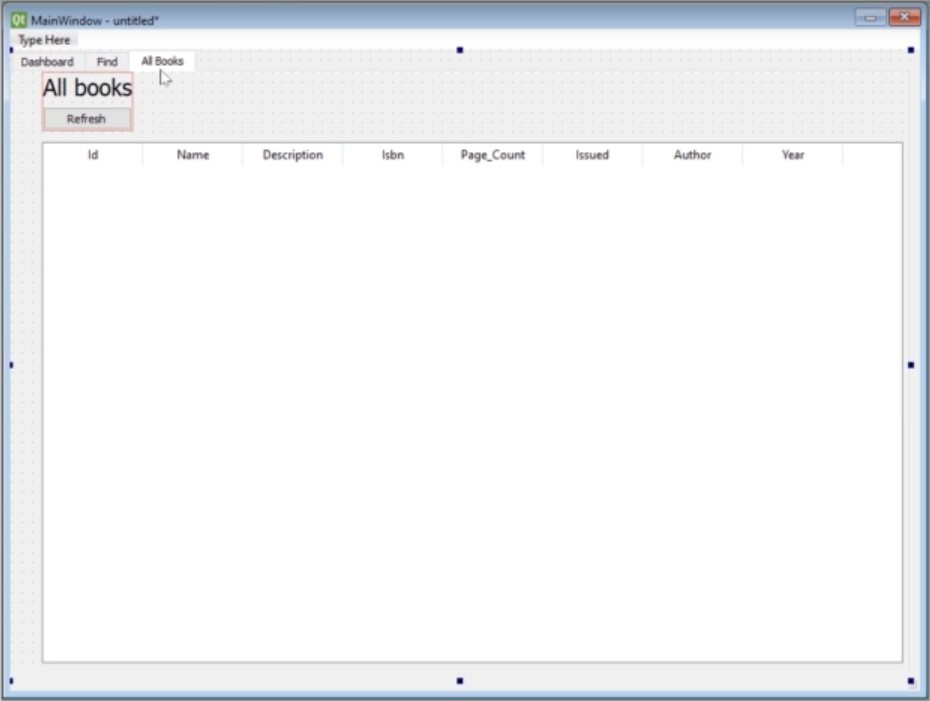 Qt MainWindow - untitled*
Type Here
Dashboard Find All Books
All books
Refresh
Id Name Description Isbn Page_Count Issued Author Year